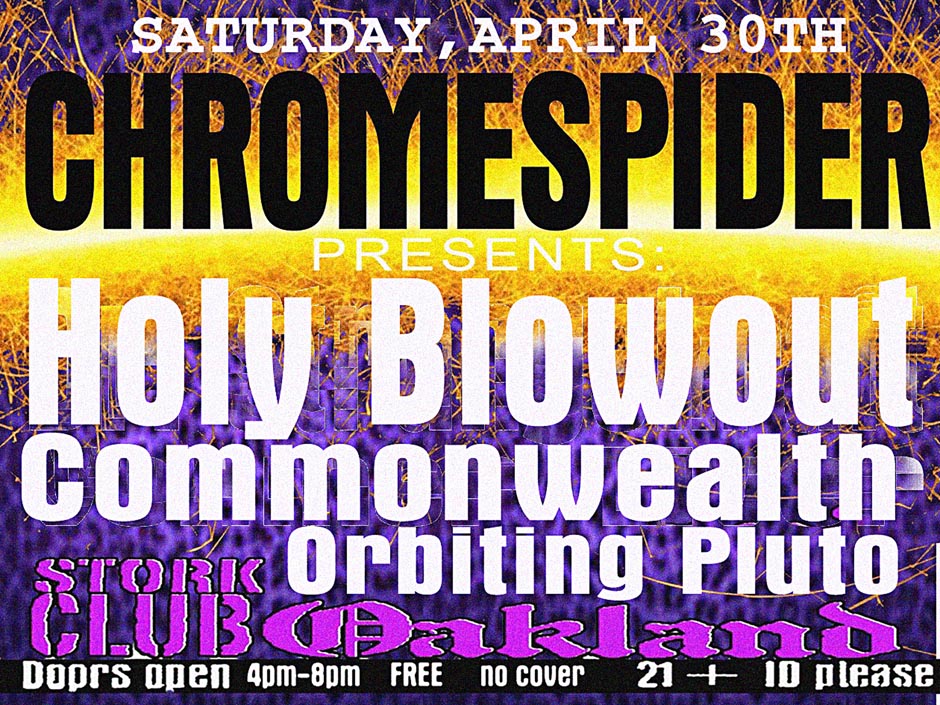 SATURDAY, APRIL 30TH
CHROMESPIDER
PRESENTS:
Holy Blowout
Commonwealth
Orbiting Pluto
STORK
CLUB Oakland
Doprs open 4pm-8pm FREE no cover 21 + ID please